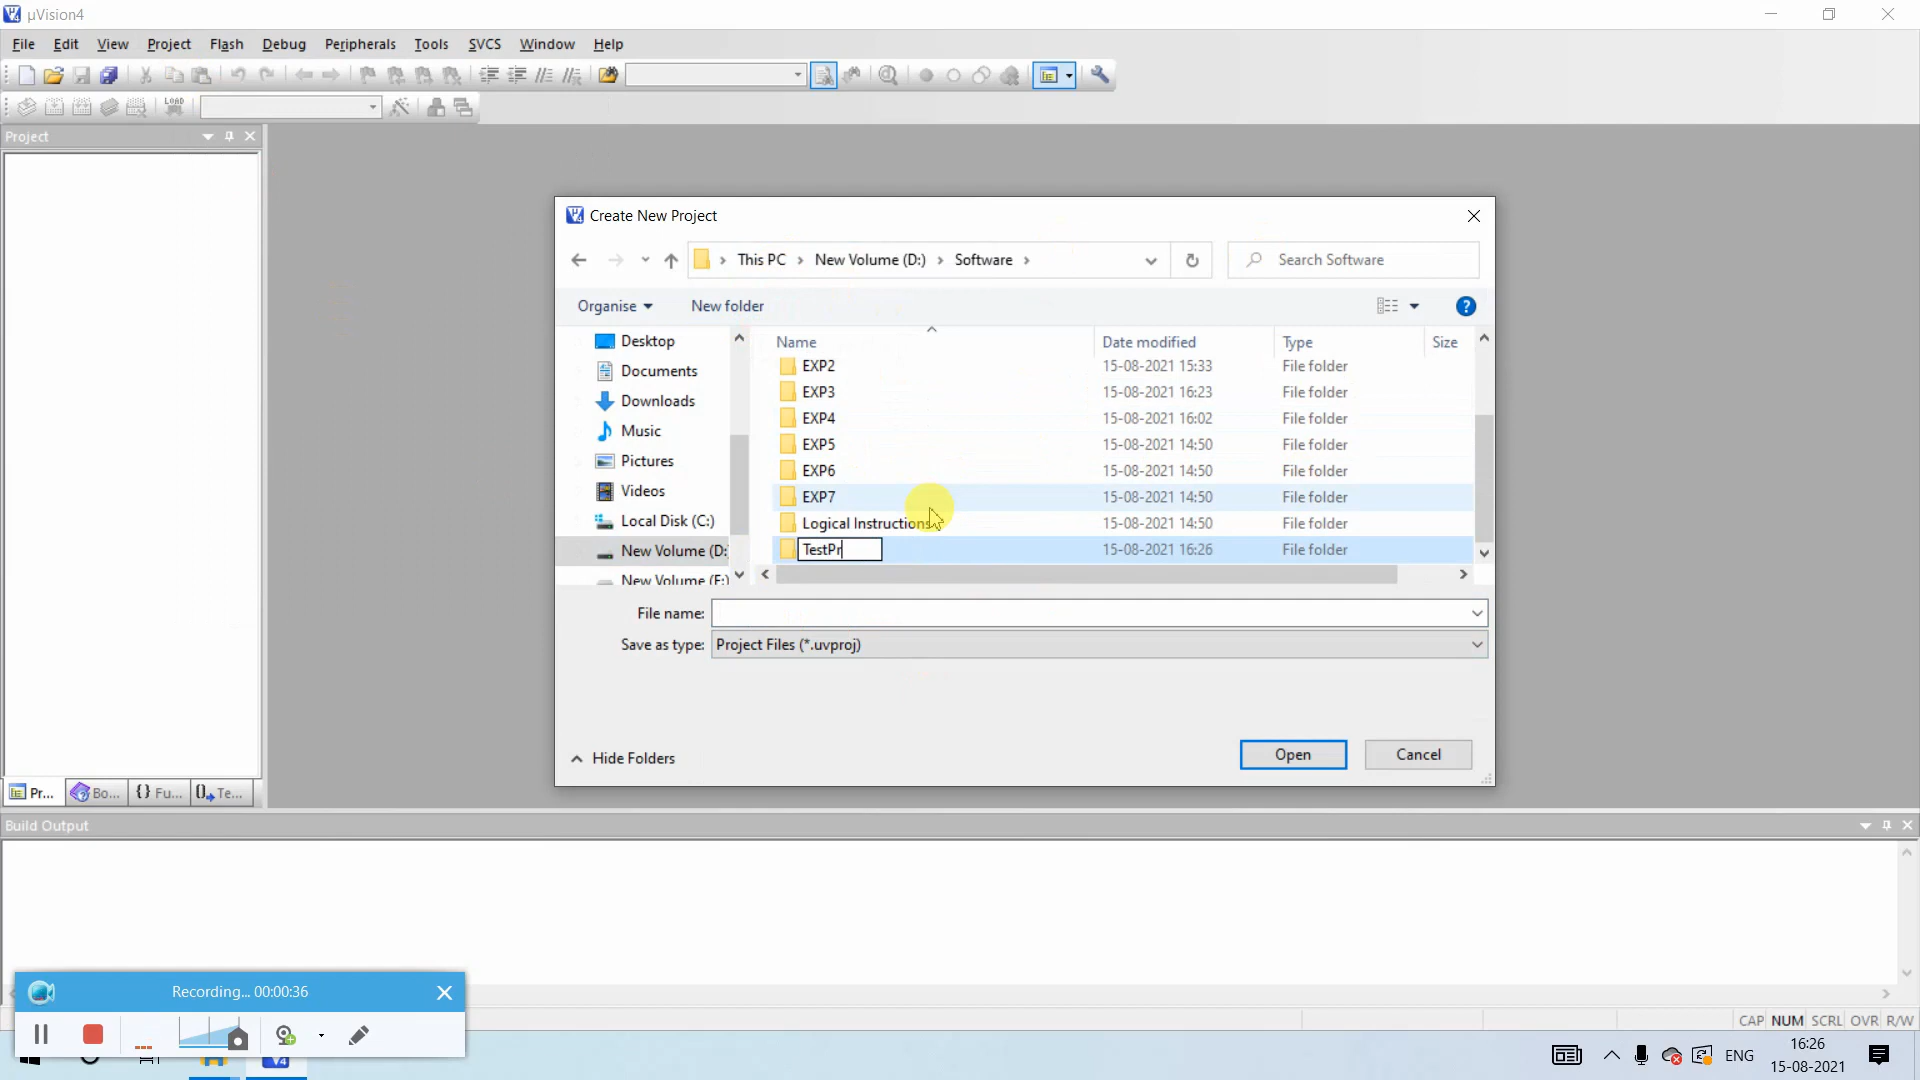 µVision4
File Edit View Project Flash Debug Peripherals Tools SVCS Window Help
LOAD
Project
Create New Project
This PC New Volume (D:) Software
Search Software
Organise New folder
Name Date modified Type Size
Desktop
Documents
Downloads
Music
Pictures
Videos
Local Disk (C:)
New Volume (D:
New Volume (F:)
EXP2 15-08-2021 15:33 File folder
EXP3 15-08-2021 16:23 File folder
EXP4 15-08-2021 16:02 File folder
EXP5 15-08-2021 14:50 File folder
EXP6 15-08-2021 14:50 File folder
EXP7 15-08-2021 14:50 File folder
Logical Instructions 15-08-2021 14:50 File folder
TestPr 15-08-2021 16:26 File folder
File name:
Save as type: Project Files (*.uvproj)
Hide Folders
Open Cancel
Pr... Bo... {} Fu... Te...
Build Output
Recording... 00:00:36
CAP NUM SCRL OVR R/W
ENG
16:26
15-08-2021